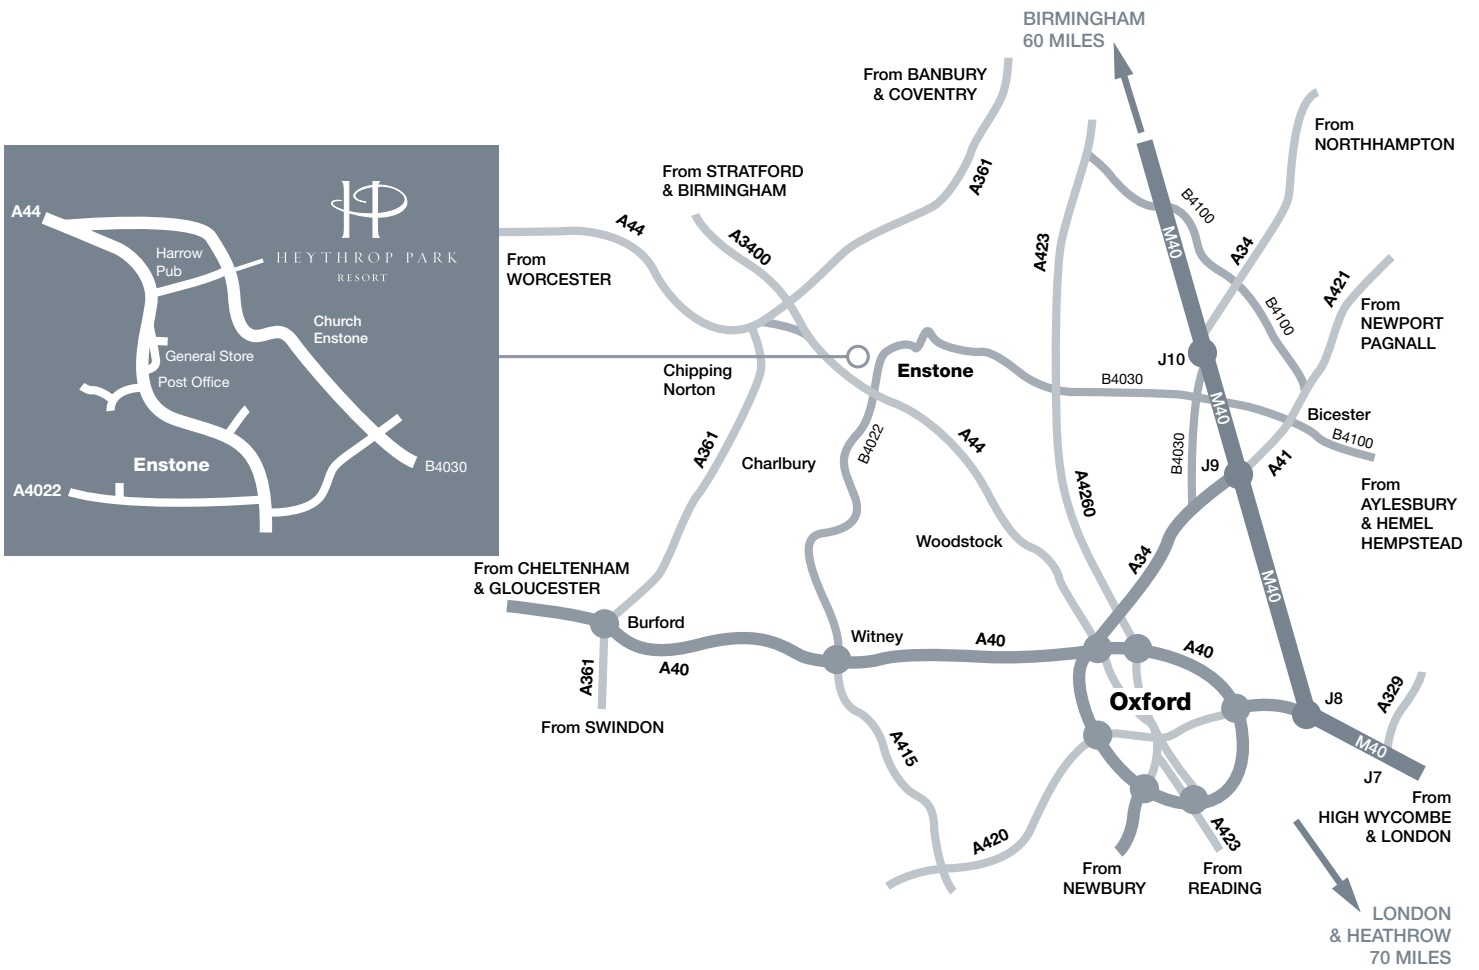 BIRMINGHAM
60 MILES
From BANBURY
& COVENTRY
From
NORTHHAMPTON
From STRATFORD
& BIRMINGHAM
A361
B4100
A44
A3400
A423
M40
A34
From
WORCESTER
A421
B4100
From
NEWPORT
PAGNALL
J10
Chipping
Norton
Enstone
B4030
M40
Bicester
B4100
A361
Charlbury
B4022
A44
B4030
J9
A41
A4260
From
AYLESBURY
& HEMEL
HEMPSTEAD
Woodstock
A34
M40
From CHELTENHAM
& GLOUCESTER
Burford
Witney
A40
A40
A40
A361
From SWINDON
Oxford
J8
A329
M40
J7
A415
From
HIGH WYCOMBE
& LONDON
A420
A423
From
NEWBURY
From
READING
LONDON
& HEATHROW
70 MILES
A44
Harrow
Pub
H
HEYTHROP PARK
RESORT
Church
Enstone
General Store
Post Office
Enstone
B4030
A4022